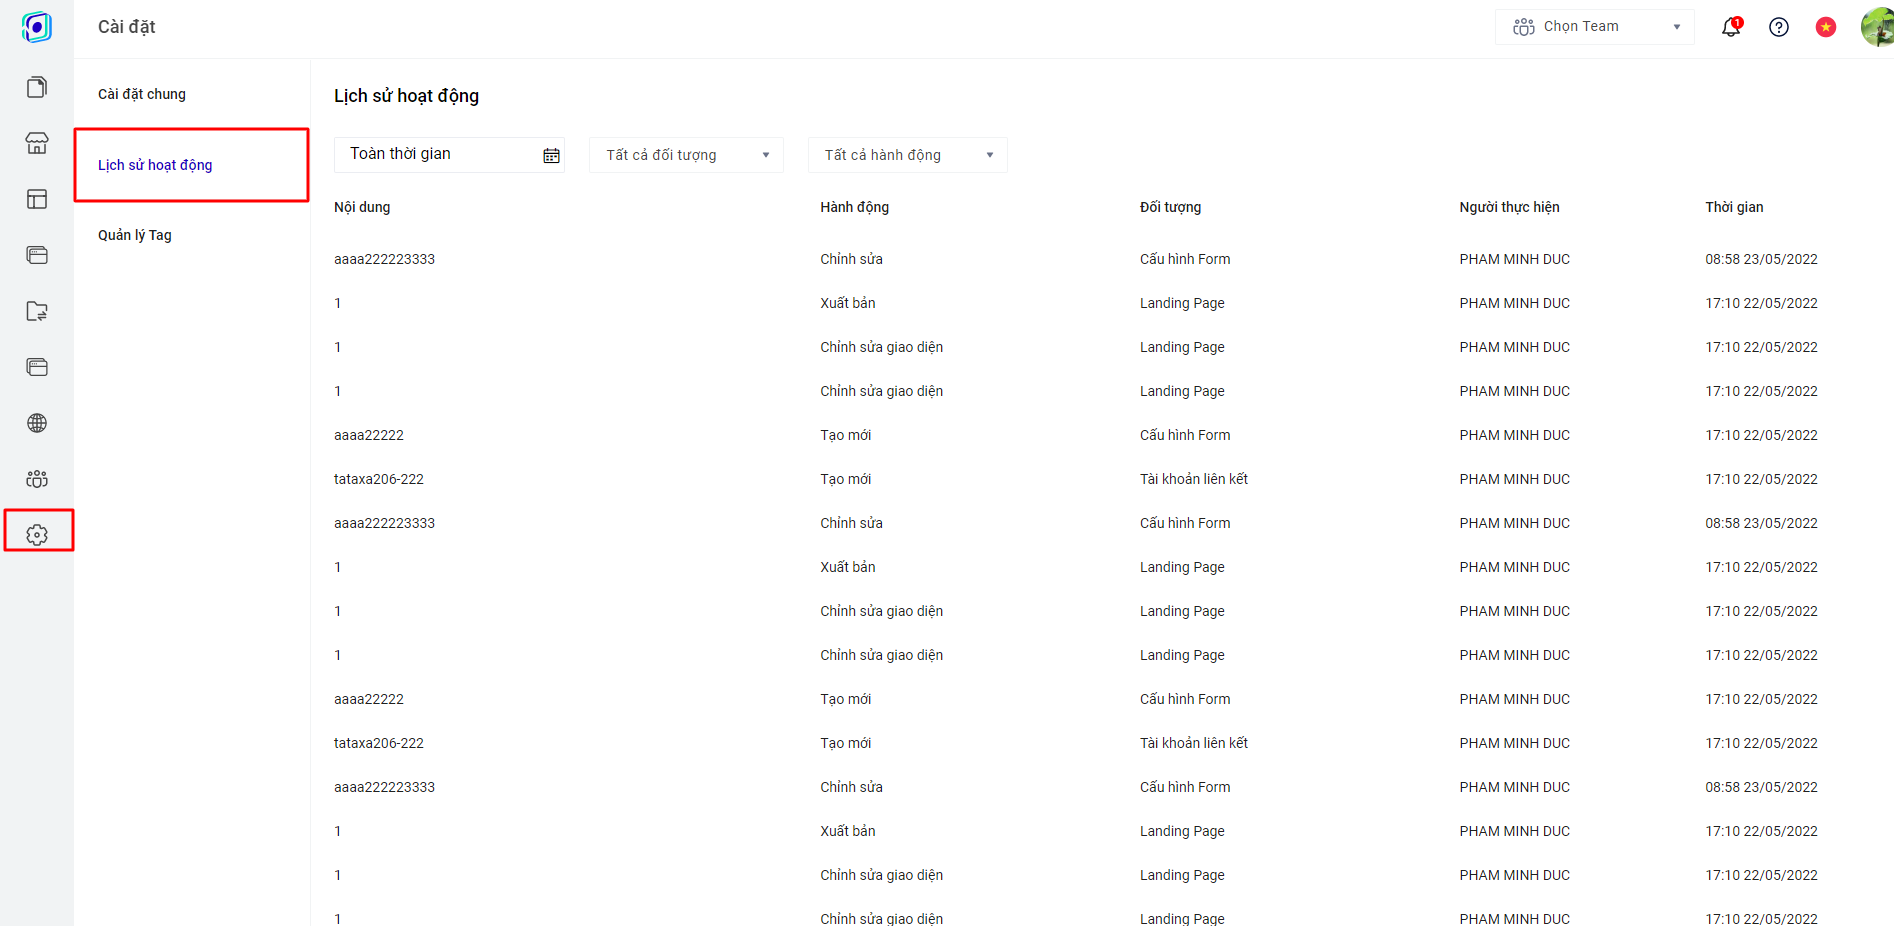 Cài đặt
Chọn Team
1
Cài đặt chung
Lịch sử hoạt động
Quản lý Tag
Lịch sử hoạt động
Toàn thời gian Tất cả đối tượng Tất cả hành động
Nội dung Hành động Đối tượng Người thực hiện Thời gian
aaaa222223333 Chỉnh sửa Cấu hình Form PHAM MINH DUC 08:58 23/05/2022
1 Xuất bản Landing Page PHAM MINH DUC 17:10 22/05/2022
1 Chỉnh sửa giao diện Landing Page PHAM MINH DUC 17:10 22/05/2022
1 Chỉnh sửa giao diện Landing Page PHAM MINH DUC 17:10 22/05/2022
aaaa22222 Tạo mới Cấu hình Form PHAM MINH DUC 17:10 22/05/2022
tataxa206-222 Tạo mới Tài khoản liên kết PHAM MINH DUC 17:10 22/05/2022
aaaa222223333 Chỉnh sửa Cấu hình Form PHAM MINH DUC 08:58 23/05/2022
1 Xuất bản Landing Page PHAM MINH DUC 17:10 22/05/2022
1 Chỉnh sửa giao diện Landing Page PHAM MINH DUC 17:10 22/05/2022
1 Chỉnh sửa giao diện Landing Page PHAM MINH DUC 17:10 22/05/2022
aaaa22222 Tạo mới Cấu hình Form PHAM MINH DUC 17:10 22/05/2022
tataxa206-222 Tạo mới Tài khoản liên kết PHAM MINH DUC 17:10 22/05/2022
aaaa222223333 Chỉnh sửa Cấu hình Form PHAM MINH DUC 08:58 23/05/2022
1 Xuất bản Landing Page PHAM MINH DUC 17:10 22/05/2022
1 Chỉnh sửa giao diện Landing Page PHAM MINH DUC 17:10 22/05/2022
1 Chỉnh sửa giao diện Landing Page PHAM MINH DUC 17:10 22/05/2022